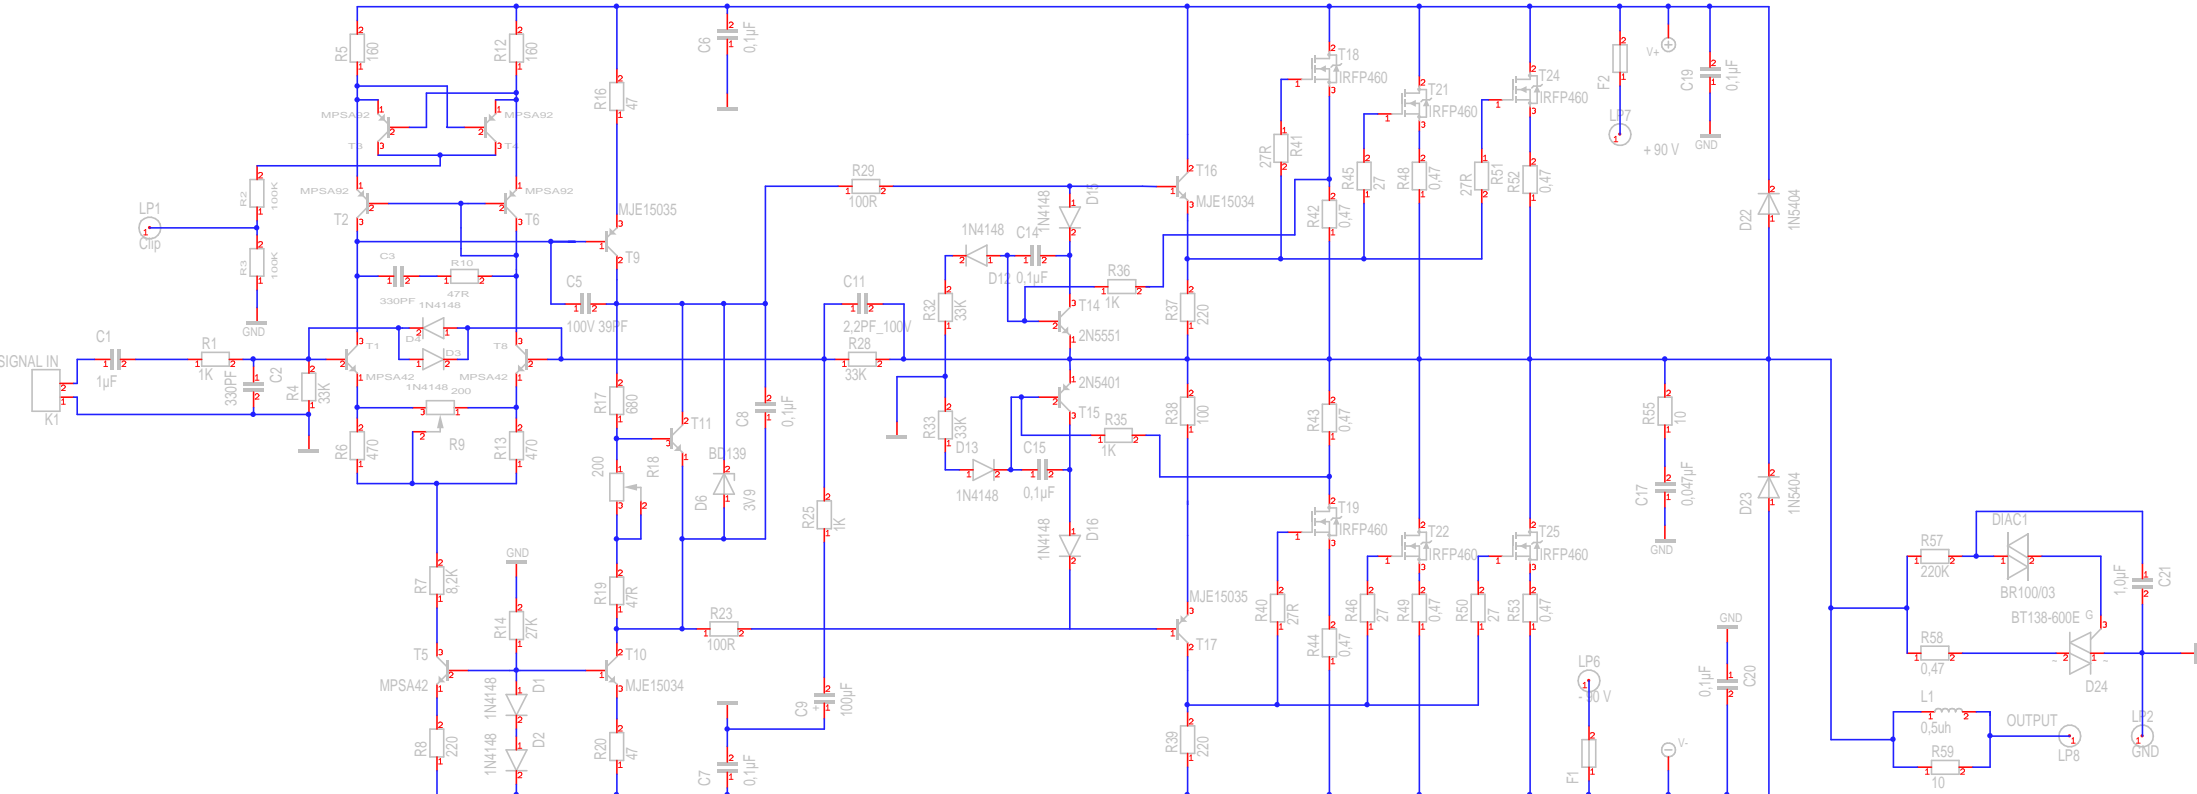 R5
160
R12
160
C6
0,1µF
T18
IRFP460
V+
F2
C19
0,1µF
T24
IRFP460
T21
IRFP460
R16
47
MPSA92
MPSA92
T3
T4
R41
27R
R45
27
R48
0,47
R51
27R
R52
0,47
LP7
+ 90 V
GND
R2
100K
MPSA92
MPSA92
T2
T6
R29
100R
D15
1N4148
T16
MJE15034
R42
0,47
D22
1N5404
LP1
Clip
MJE15035
T9
R3
100K
1N4148
D12
C14
0,1µF
R36
1K
C3
330PF
R10
47R
C5
100V 39PF
C11
2,2PF_100V
R32
33K
T14
2N5551
R37
220
GND
1N4148
D4
D3
1N4148
SIGNAL IN
K1
C1
1µF
R1
1K
C2
330PF
R4
33K
T1
MPSA42
T8
MPSA42
R28
33K
2N5401
T15
R38
100
R35
1K
R43
0,47
R55
10
200
R9
R6
470
R13
470
R17
680
T11
BD139
C8
0,1µF
R33
33K
D13
1N4148
C15
0,1µF
200
R18
D6
3V9
R25
1K
D16
1N4148
T19
IRFP460
T22
IRFP460
T25
IRFP460
C17
0,047µF
GND
D23
1N5404
DIAC1
BR100/03
R57
220K
C21
1,0µF
GND
R7
8,2K
R14
27K
R19
47R
R23
100R
MJE15035
T17
R40
27R
R44
0,47
R46
27
R49
0,47
R50
27
R53
0,47
GND
BT138-600E
G
D24
R58
0,47
T5
MPSA42
T10
MJE15034
D1
1N4148
D2
1N4148
C9
+
100µF
LP6
- 90 V
C20
0,1µF
R8
220
R20
47
C7
0,1µF
R39
220
F1
V-
L1
0,5uh
R59
10
OUTPUT
LP8
LP2
GND